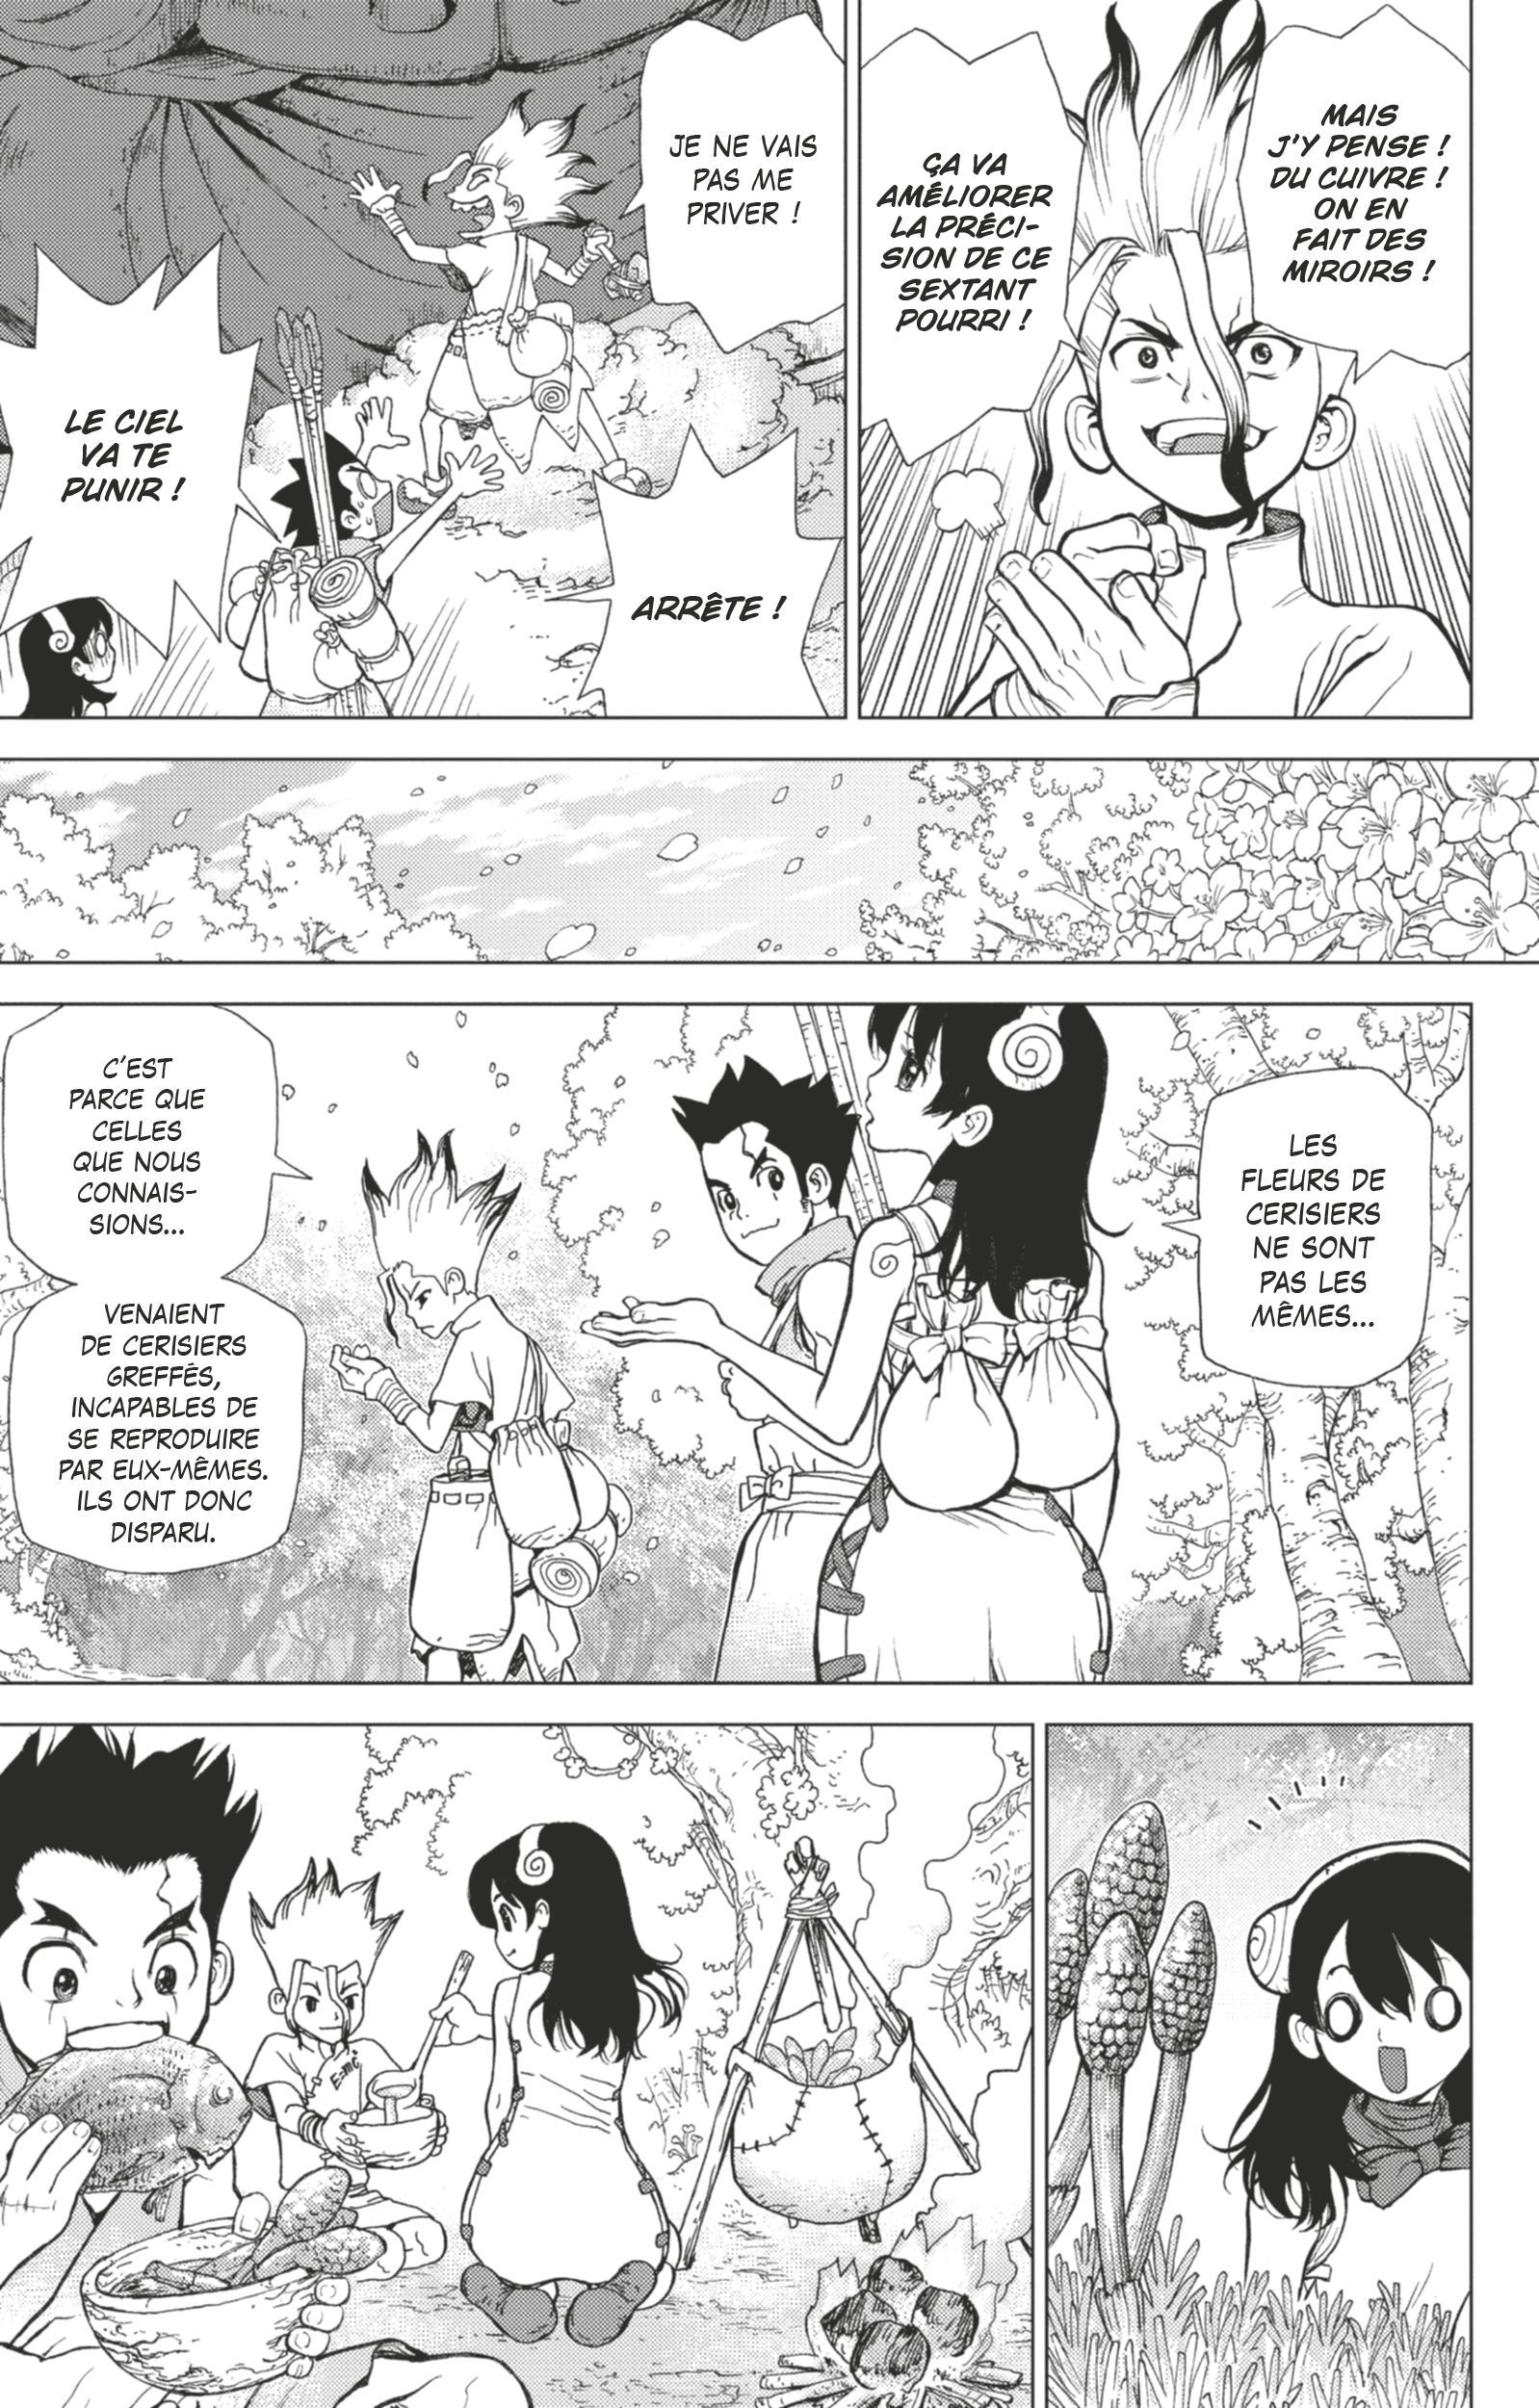 MAIS
J'Y PENSE !
DU CUIVRE !
ON EN
FAIT DES
MIROIRS !
ÇA VA
AMÉLIORER
LA PRÉCI-
SION DE CE
SEXTANT
POURRI !
JE NE VAIS
PAS ME
PRIVER !
ARRÊTE !
LE CIEL
VA TE
PUNIR !
LES
FLEURS DE
CERISIERS
NE SONT
PAS LES
MÊMES...
C'EST
PARCE QUE
CELLES
QUE NOUS
CONNAIS-
SIONS...
VENAIENT
DE CERISIERS
GREFFÉS,
INCAPABLES DE
SE REPRODUIRE
PAR EUX-MÊMES.
ILS ONT DONC
DISPARU.
E=mc²